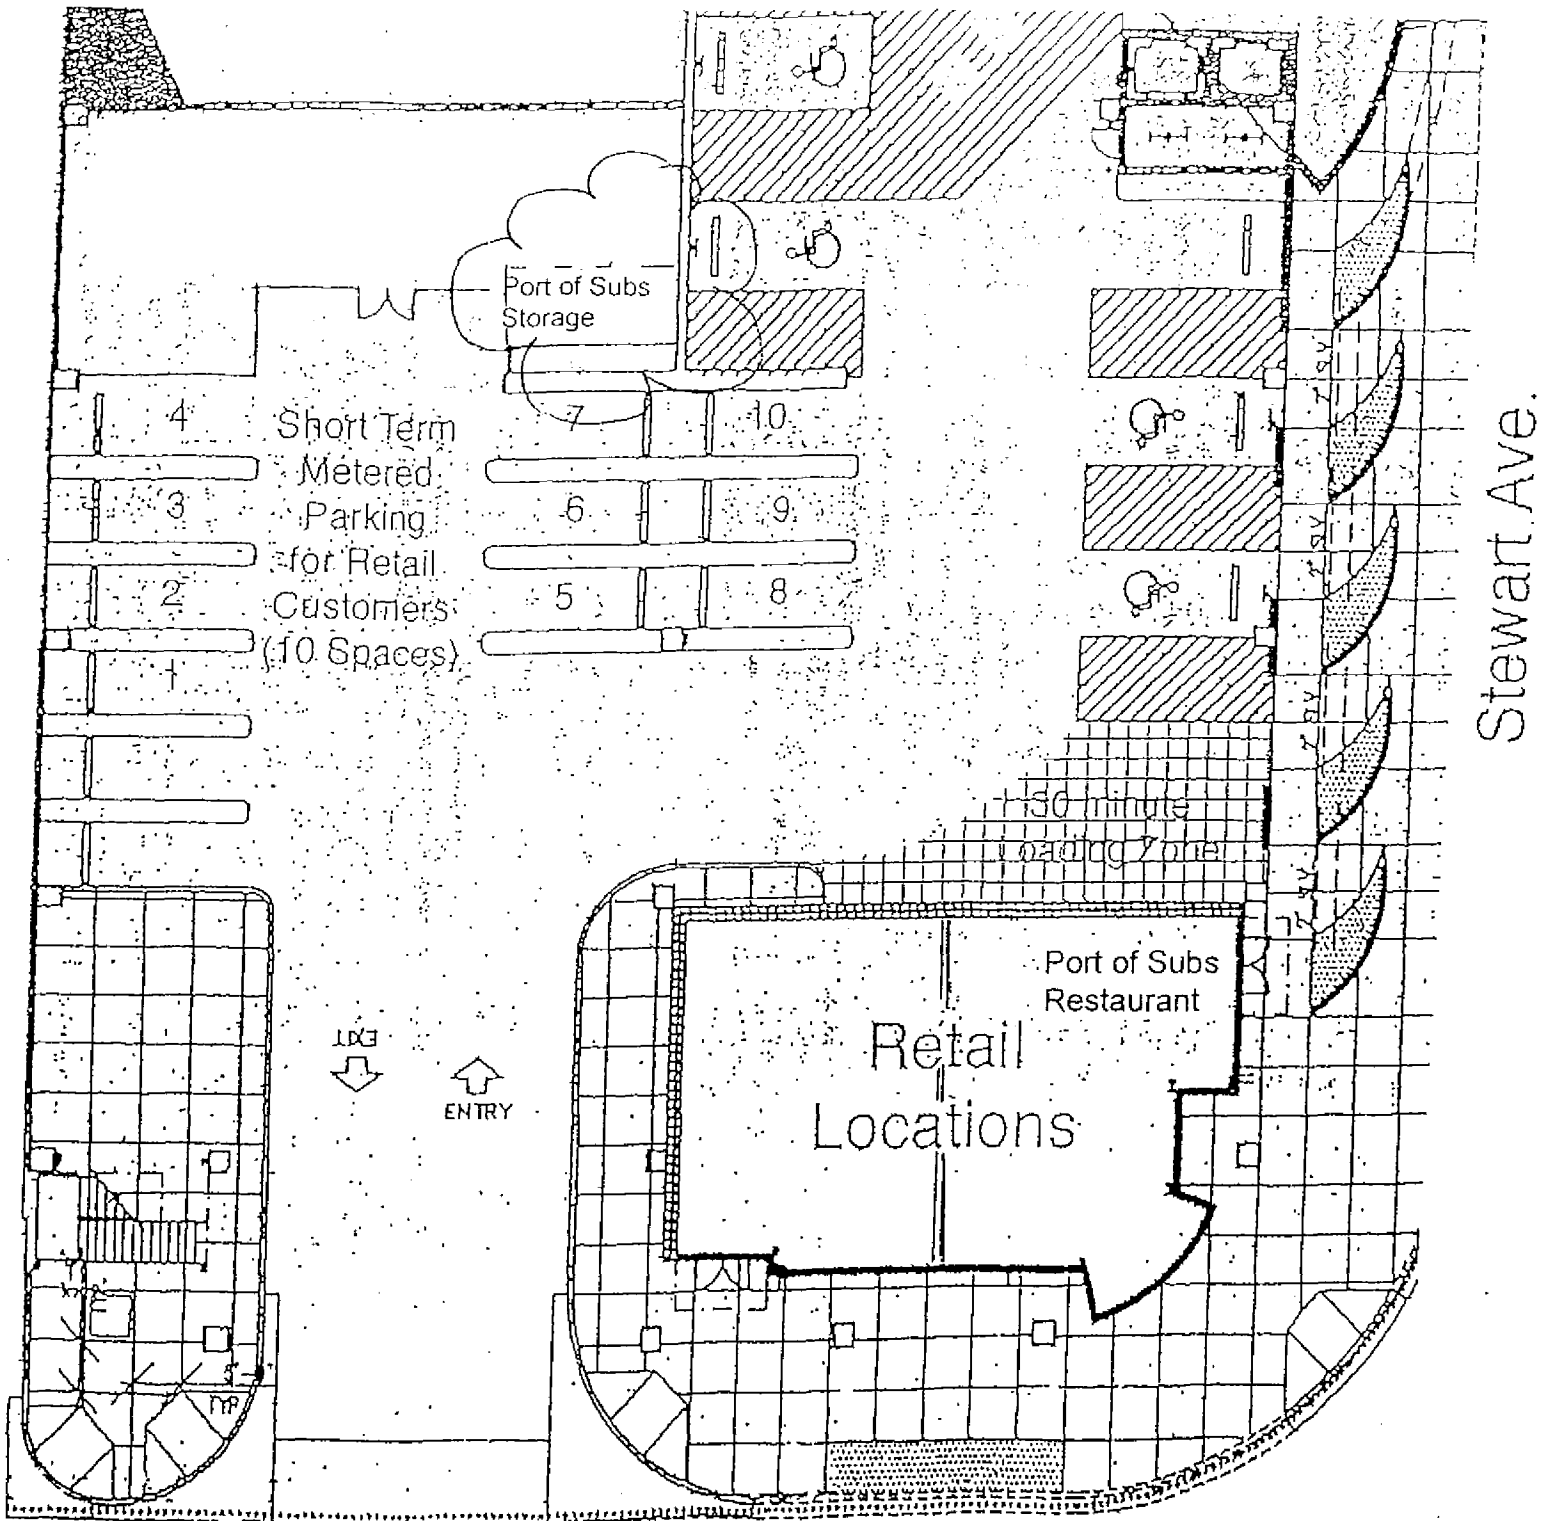 Port of Subs
Storage
4
Short Term
7
10
Metered
3
Parking
6
9
for Retail
2
Customers
5
8
(10 Spaces)
1
30 minute
Loading Zone
Stewart Ave.
Port of Subs
Restaurant
Retail
Locations
EXIT
ENTRY
TYP